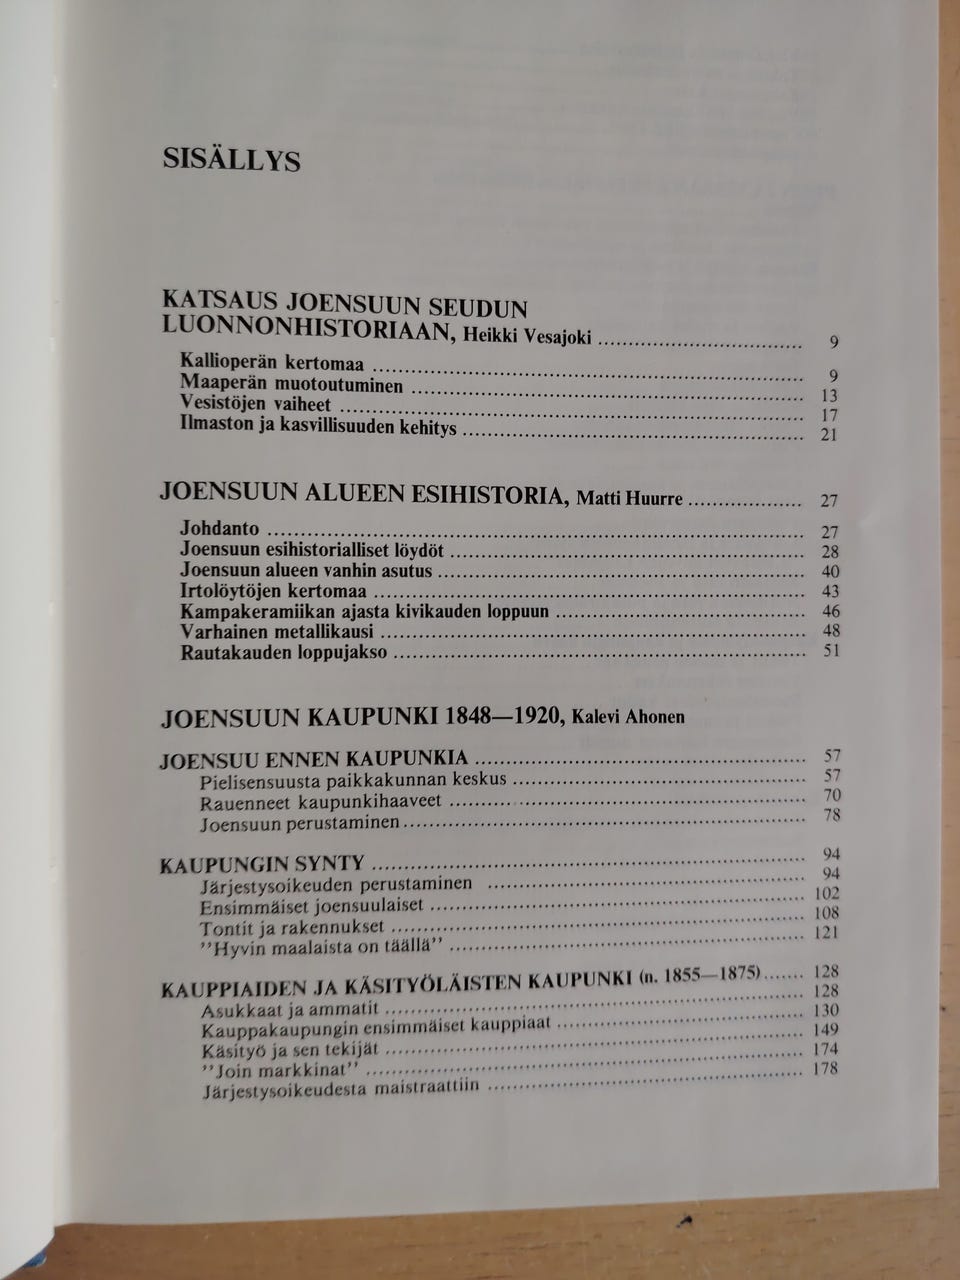 SISÄLLYS
KATSAUS JOENSUUN SEUDUN
LUONNONHISTORIAAN, Heikki Vesajoki ................................ 9
Kallioperän kertomaa ................................ 9
Maaperän muotoutuminen ................................ 13
Vesistöjen vaiheet ................................ 17
Ilmaston ja kasvillisuuden kehitys ................................ 21
JOENSUUN ALUEEN ESIHISTORIA, Matti Huurre .................. 27
Johdanto ................................ 27
Joensuun esihistorialliset löydöt ................................ 28
Joensuun alueen vanhin asutus ................................ 40
Irtolöytöjen kertomaa ................................ 43
Kampakeramiikan ajasta kivikauden loppuun ................................ 46
Varhainen metallikausi ................................ 48
Rautakauden loppujakso ................................ 51
JOENSUUN KAUPUNKI 1848—1920, Kalevi Ahonen
JOENSUU ENNEN KAUPUNKIA ................................ 57
Pielisensuusta paikkakunnan keskus ................................ 57
Rauenneet kaupunkihaaveet ................................ 70
Joensuun perustaminen ................................ 78
KAUPUNGIN SYNTY ................................ 94
Järjestysoikeuden perustaminen ................................ 94
Ensimmäiset joensuulaiset ................................ 102
Tontit ja rakennukset ................................ 108
”Hyvin maalaista on täällä” ................................ 121
KAUPPIAIDEN JA KÄSITYÖLÄISTEN KAUPUNKI (n. 1855—1875) ....... 128
Asukkaat ja ammatit ................................ 128
Kauppakaupungin ensimmäiset kauppiaat ................................ 130
Käsityö ja sen tekijät ................................ 149
”Join markkinat” ................................ 174
Järjestysoikeudesta maistraattiin ................................ 178